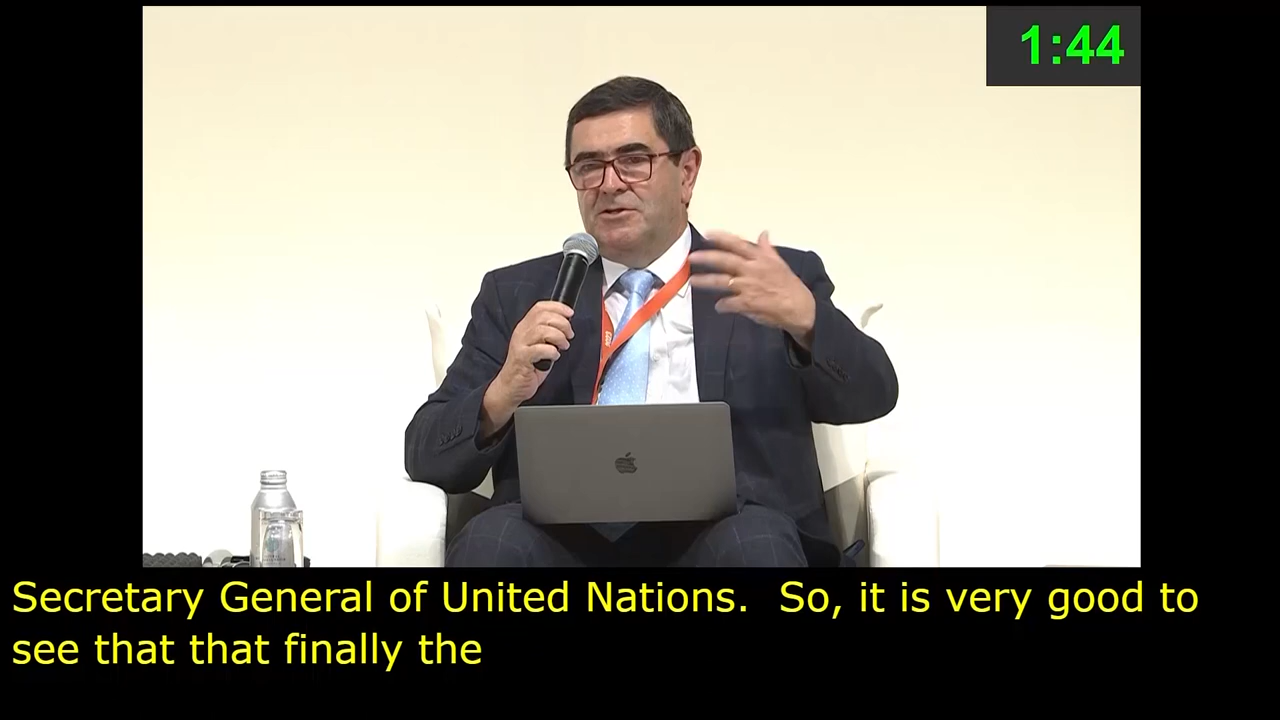 1:44
Secretary General of United Nations.  So, it is very good to
see that that finally the